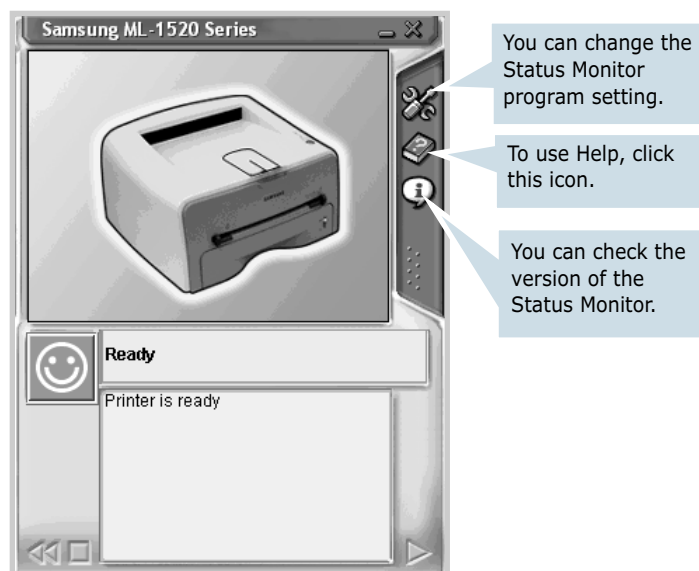 Samsung ML-1520 Series
You can change the
Status Monitor
program setting.
To use Help, click
this icon.
You can check the
version of the
Status Monitor.
Ready
Printer is ready